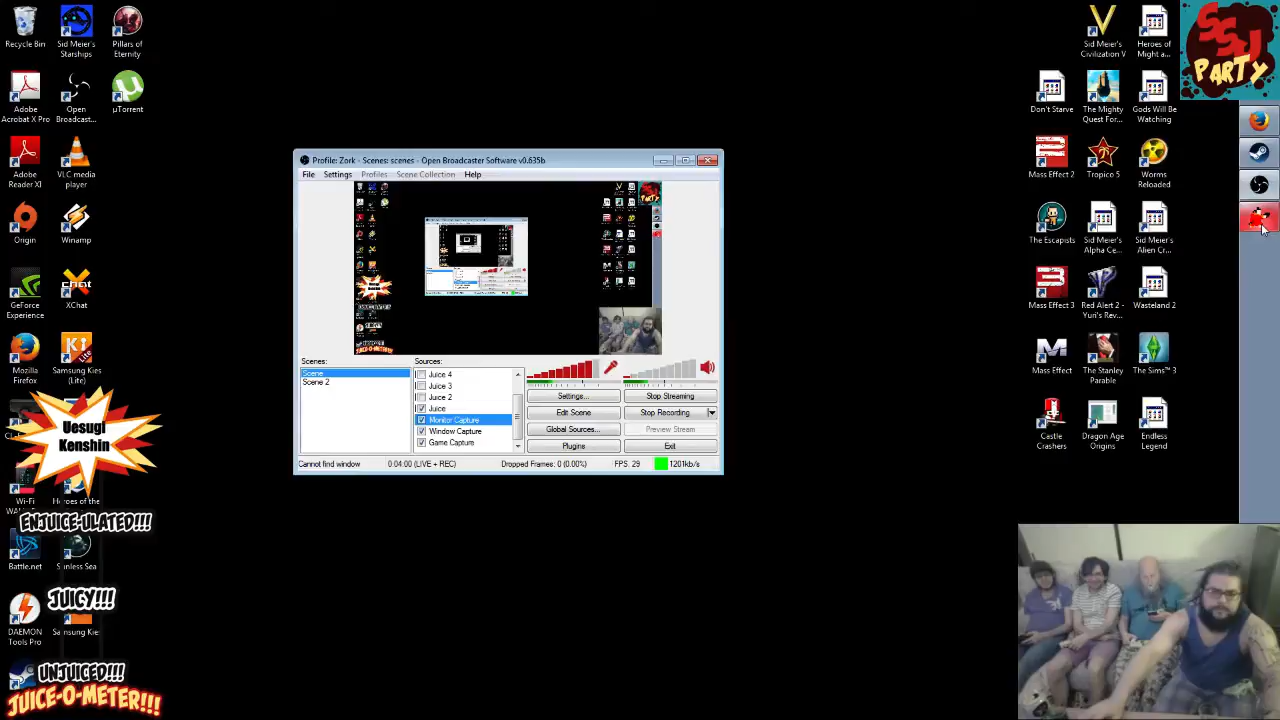 Recycle Bin
Sid Meier's
Starships
Pillars of
Eternity
Adobe
Acrobat X Pro
Open
Broadcast...
µTorrent
Adobe
Reader XI
VLC media
player
Origin
Winamp
GeForce
Experience
XChat
Mozilla
Firefox
Samsung Kies
(Lite)
Uesugi
Kenshin
Wi-Fi
Heroes of the
ENJUICE-ULATED!!!
Battle.net
Sunless Sea
JUICY!!!
DAEMON
Tools Pro
Samsung Kies
UNJUICED!!!
JUICE-O-METER!!!
Profile: Zork - Scenes: scenes - Open Broadcaster Software v0.635b
File Settings Profiles Scene Collection Help
Scenes:
Scene
Scene 2
Sources:
Juice 4
Juice 3
Juice 2
Juice
Monitor Capture
Window Capture
Game Capture
Settings...
Stop Streaming
Edit Scene
Stop Recording
Global Sources...
Preview Stream
Plugins
Exit
Cannot find window
0:04:00 (LIVE + REC)
Dropped Frames: 0 (0.00%)
FPS: 29
1201kb/s
Sid Meier's
Civilization V
Heroes of
Might a...
SSJ
PARTY
Don't Starve
The Mighty
Quest For...
Gods Will Be
Watching
Mass Effect 2
Tropico 5
Worms
Reloaded
The Escapists
Sid Meier's
Alpha Ce...
Sid Meier's
Alien Cr...
Mass Effect 3
Red Alert 2 -
Yuri's Rev...
Wasteland 2
Mass Effect
The Stanley
Parable
The Sims™ 3
Castle
Crashers
Dragon Age
Origins
Endless
Legend